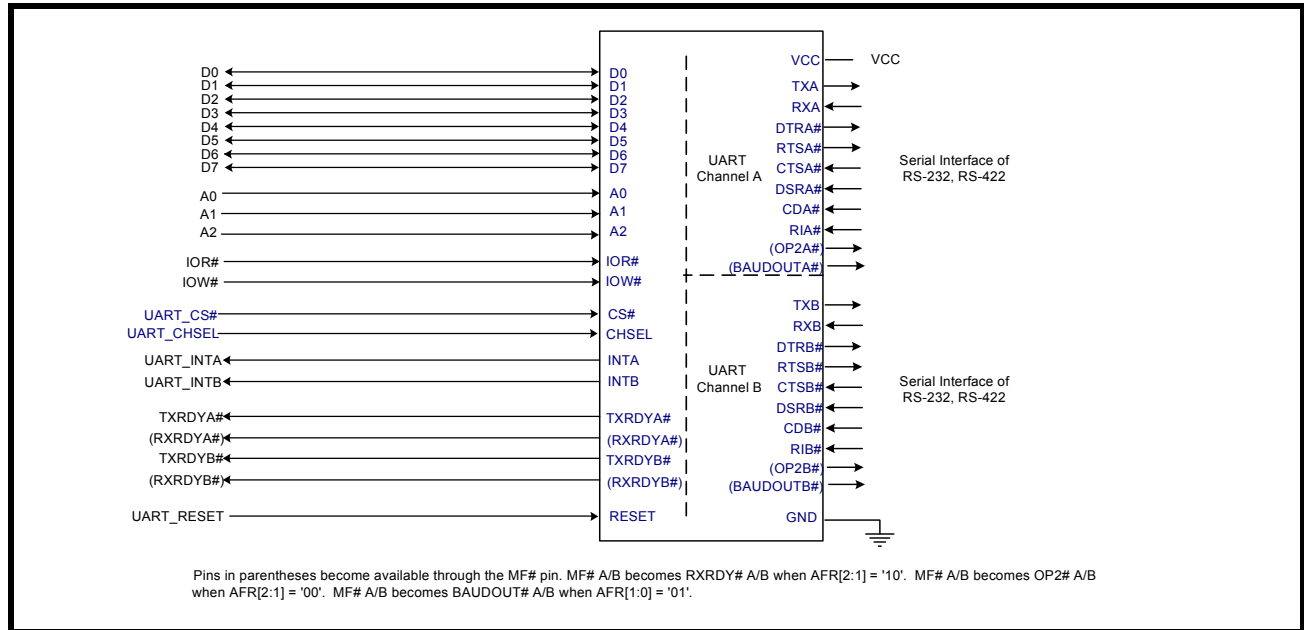 D0
D1
D2
D3
D4
D5
D6
D7
A0
A1
A2
IOR#
IOW#
UART_CS#
UART_CHSEL
UART_INTA
UART_INTB
TXRDYA#
(RXRDYA#)
TXRDYB#
(RXRDYB#)
UART_RESET
D0
D1
D2
D3
D4
D5
D6
D7
A0
A1
A2
IOR#
IOW#
CS#
CHSEL
INTA
INTB
TXRDYA#
(RXRDYA#)
TXRDYB#
(RXRDYB#)
RESET
UART
Channel A
UART
Channel B
VCC
TXA
RXA
DTRA#
RTSA#
CTSA#
DSRA#
CDA#
RIA#
(OP2A#)
(BAUDOUTA#)
TXB
RXB
DTRB#
RTSB#
CTSB#
DSRB#
CDB#
RIB#
(OP2B#)
(BAUDOUTB#)
GND
VCC
Serial Interface of
RS-232, RS-422
Serial Interface of
RS-232, RS-422
Pins in parentheses become available through the MF# pin. MF# A/B becomes RXRDY# A/B when AFR[2:1] = '10'. MF# A/B becomes OP2# A/B
when AFR[2:1] = '00'. MF# A/B becomes BAUDOUT# A/B when AFR[1:0] = '01'.